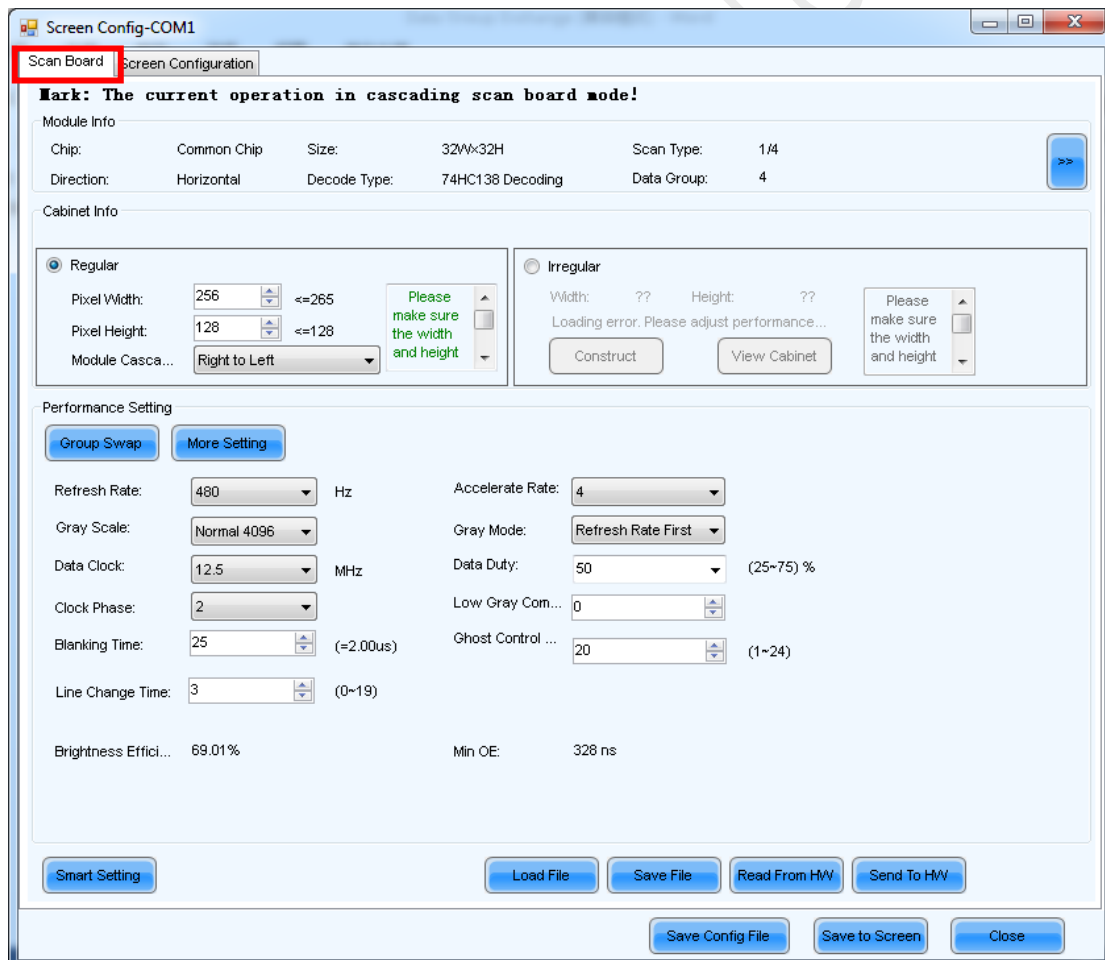 Screen Config-COM1
Scan Board Screen Configuration
Mark: The current operation in cascading scan board mode!
Module Info
Chip: Common Chip Size: 32W×32H Scan Type: 1/4
>>
Direction: Horizontal Decode Type: 74HC138 Decoding Data Group: 4
Cabinet Info
Regular
Pixel Width: 256 <=265
Pixel Height: 128 <=128
Module Casca... Right to Left
Please
make sure
the width
and height
Irregular
Width: ?? Height: ??
Loading error. Please adjust performance...
Construct View Cabinet
Please
make sure
the width
and height
Performance Setting
Group Swap More Setting
Refresh Rate: 480 Hz Accelerate Rate: 4
Gray Scale: Normal 4096 Gray Mode: Refresh Rate First
Data Clock: 12.5 MHz Data Duty: 50 (25~75) %
Clock Phase: 2 Low Gray Com... 0
Blanking Time: 25 (=2.00us) Ghost Control ... 20 (1~24)
Line Change Time: 3 (0~19)
Brightness Effici... 69.01% Min OE: 328 ns
Smart Setting Load File Save File Read From HW Send To HW
Save Config File Save to Screen Close